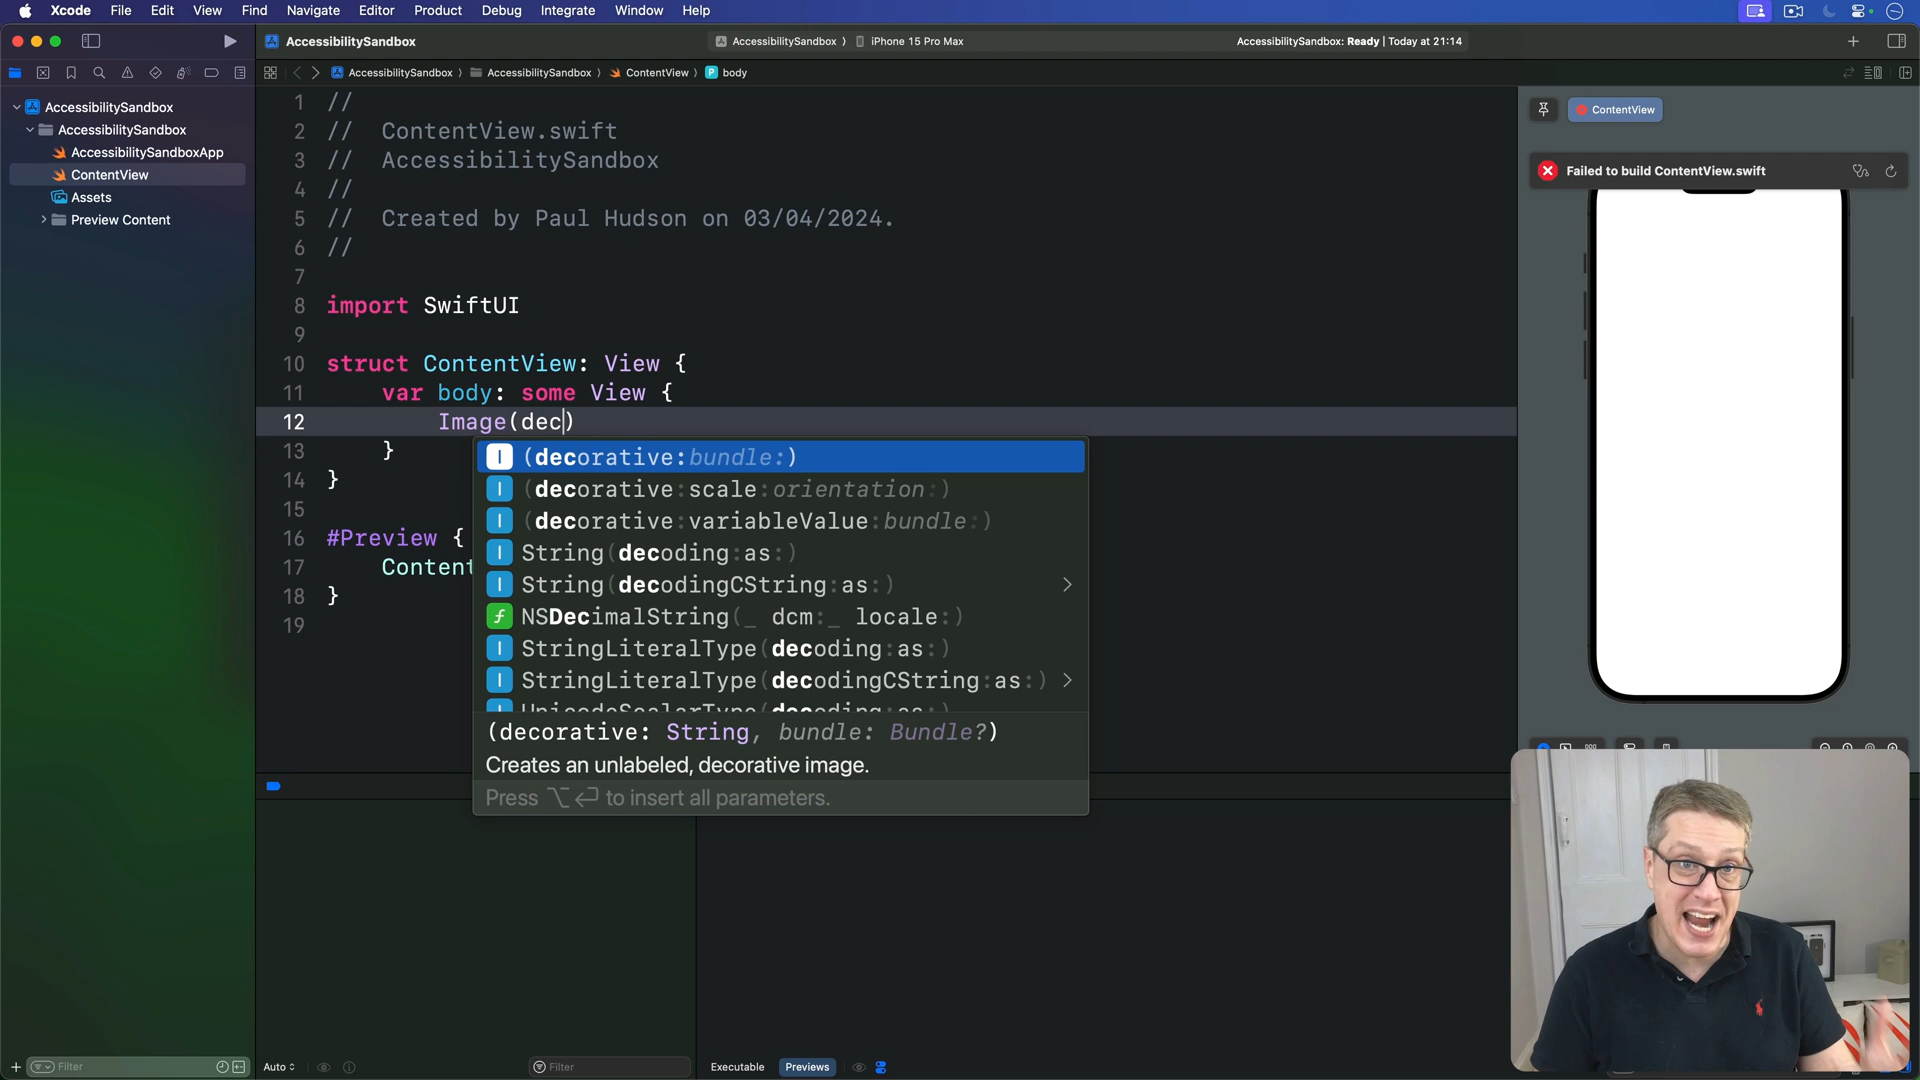 Xcode File Edit View Find Navigate Editor Product Debug Integrate Window Help
AccessibilitySandbox
AccessibilitySandbox 〉 iPhone 15 Pro Max
AccessibilitySandbox: Ready | Today at 21:14
AccessibilitySandbox 〉 AccessibilitySandbox 〉 ContentView 〉 P body
AccessibilitySandbox
AccessibilitySandbox
AccessibilitySandboxApp
ContentView
Assets
Preview Content
1 //
2 // ContentView.swift
3 // AccessibilitySandbox
4 //
5 // Created by Paul Hudson on 03/04/2024.
6 //
7
8 import SwiftUI
9
10 struct ContentView: View {
11 var body: some View {
12 Image(dec)
13 }
14 }
15
16 #Preview {
17 Content
18 }
19
I (decorative:bundle:)
I (decorative:scale:orientation:)
I (decorative:variableValue:bundle:)
I String(decoding:as:)
I String(decodingCString:as:)
f NSDecimalString(_ dcm:_ locale:)
I StringLiteralType(decoding:as:)
I StringLiteralType(decodingCString:as:)
UnicodeScalarType(decoding:as:)
(decorative: String, bundle: Bundle?)
Creates an unlabeled, decorative image.
Press ⌥↩ to insert all parameters.
ContentView
Failed to build ContentView.swift
Filter
Auto
Filter
Executable Previews